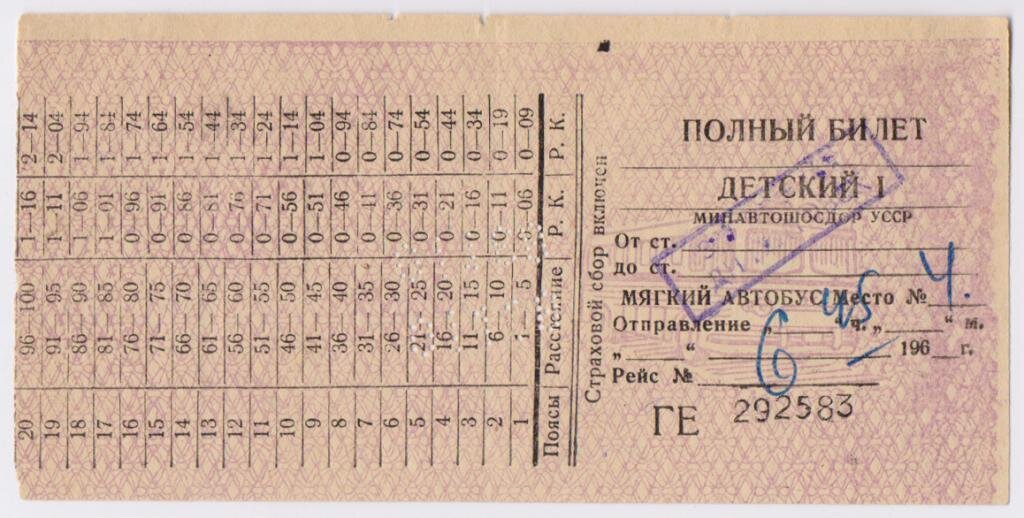 20 96—100 1—16 2—14
19 91—95 1—11 2—04
18 86—90 1—06 1—94
17 81—85 1—01 1—84
16 76—80 0—96 1—74
15 71—75 0—91 1—64
14 66—70 0—86 1—54
13 61—65 0—81 1—44
12 56—60 0—76 1—34
11 51—55 0—71 1—24
10 46—50 0—56 1—14
9 41—45 0—51 1—04
8 36—40 0—46 0—94
7 31—35 0—41 0—84
6 26—30 0—36 0—74
5 21—25 0—31 0—54
4 16—20 0—21 0—44
3 11—15 0—16 0—34
2 6—10 0—11 0—19
1 1—5 0—06 0—09
Поясы Расстояние Р. К. Р. К.
Страховой сбор включен
ПОЛНЫЙ БИЛЕТ
ДЕТСКИЙ 1
МИНАВТОШОСДОР УССР
От ст.
до ст.
МЯГКИЙ АВТОБУС Место № 4.
Отправление „ 6 “ ч. „ 45 “ м.
„ “ 196 г.
Рейс №
ГЕ 292583